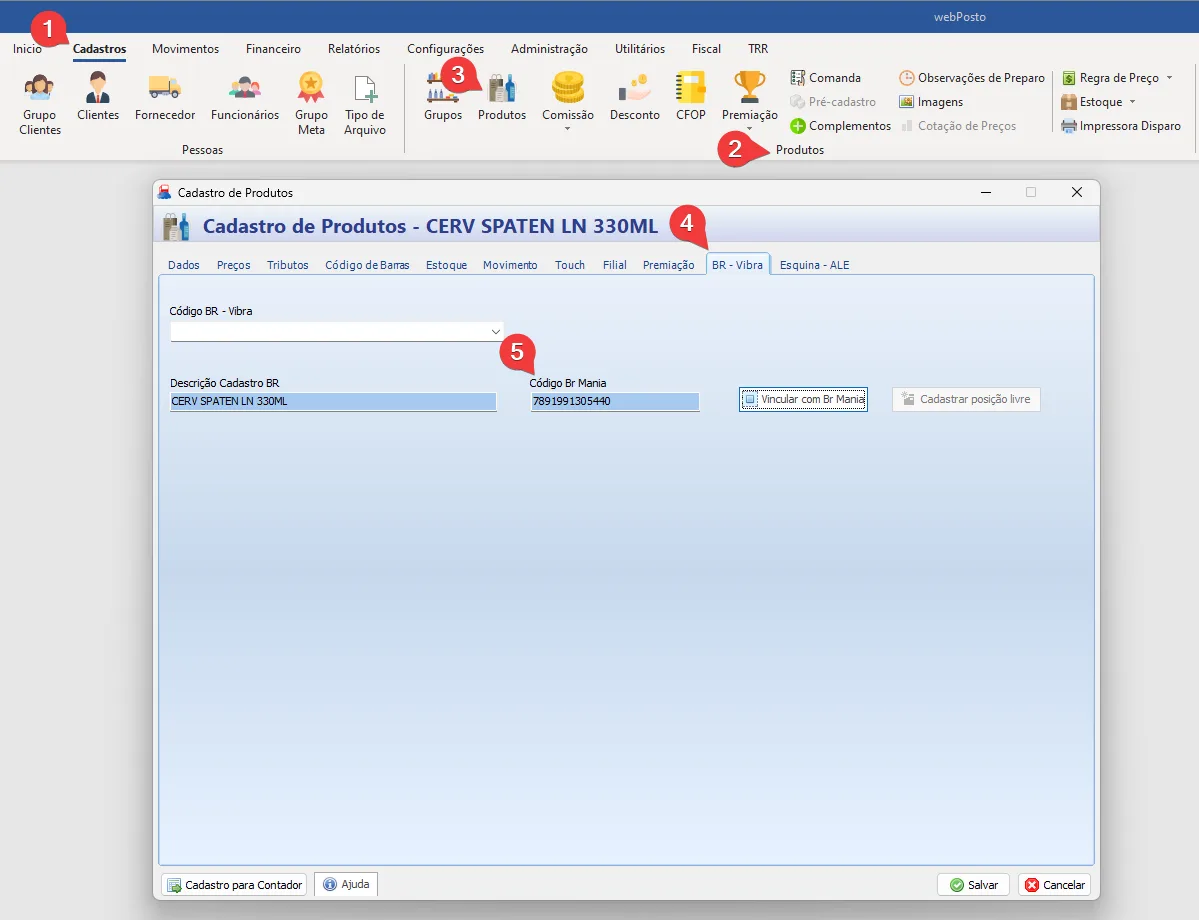 webPosto
1
Inicio Cadastros Movimentos Financeiro Relatórios Configurações Administração Utilitários Fiscal TRR
3
Grupo Clientes
Clientes
Fornecedor
Funcionários
Grupo Meta
Tipo de Arquivo
Pessoas
Grupos
Produtos
Comissão
Desconto
CFOP
Premiação
Comanda
Pré-cadastro
Complementos
Observações de Preparo
Imagens
Cotação de Preços
2
Produtos
Regra de Preço
Estoque
Impressora Disparo
Cadastro de Produtos
Cadastro de Produtos - CERV SPATEN LN 330ML
4
Dados Preços Tributos Código de Barras Estoque Movimento Touch Filial Premiação BR - Vibra Esquina - ALE
Código BR - Vibra
5
Descrição Cadastro BR Código Br Mania
CERV SPATEN LN 330ML 7891991305440 Vincular com Br Mania Cadastrar posição livre
Cadastro para Contador Ajuda Salvar Cancelar